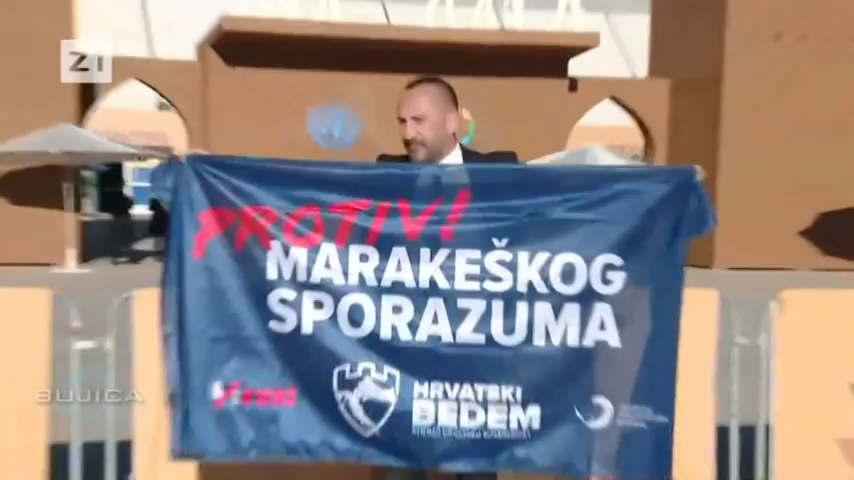 Z1
PROTIV!
MARAKEŠKOG
SPORAZUMA
HRVATSKI
BEDEM
BUJICA